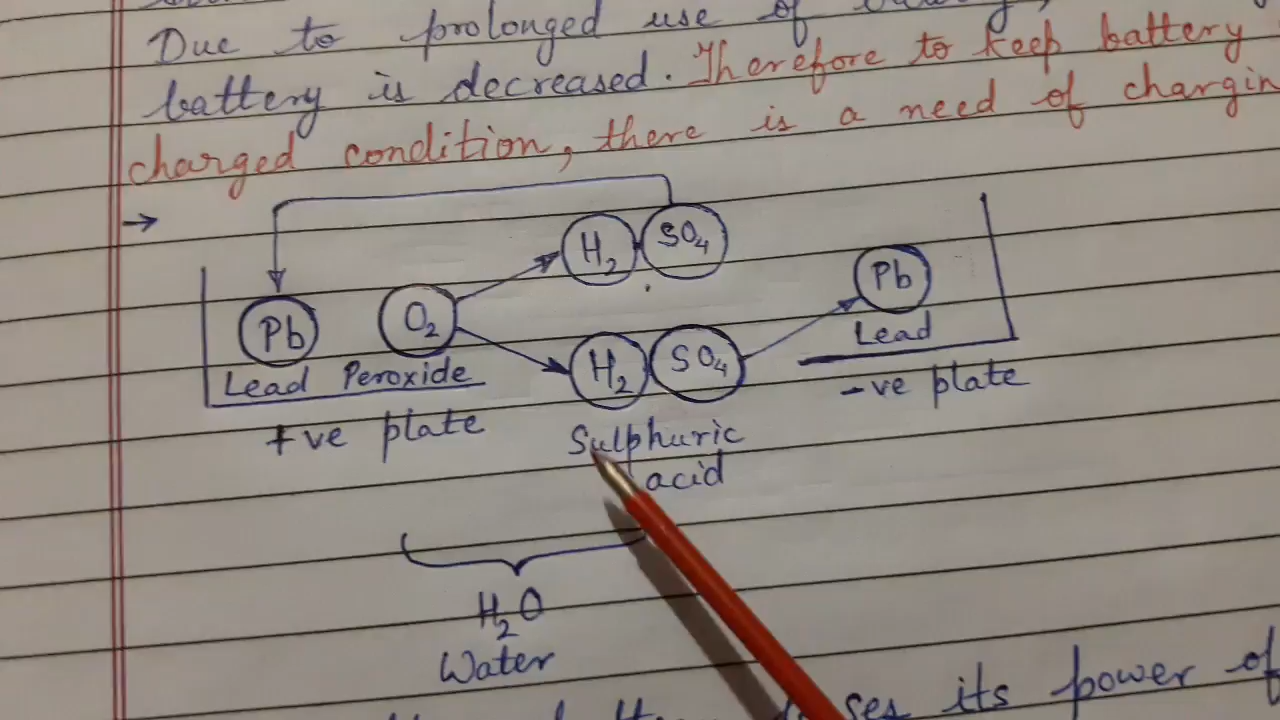 Due to prolonged use of
battery is decreased. Therefore to keep battery
charged condition, there is a need of chargin
→
H₂ SO₄
Pb O₂ Pb
Lead Peroxide H₂ SO₄ Lead
+ve plate -ve plate
Sulphuric
acid
H₂O
Water
its power of